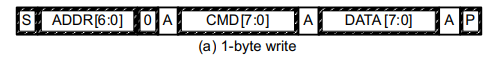 S ADDR[6:0] 0 A CMD[7:0] A DATA[7:0] A P
(a) 1-byte write